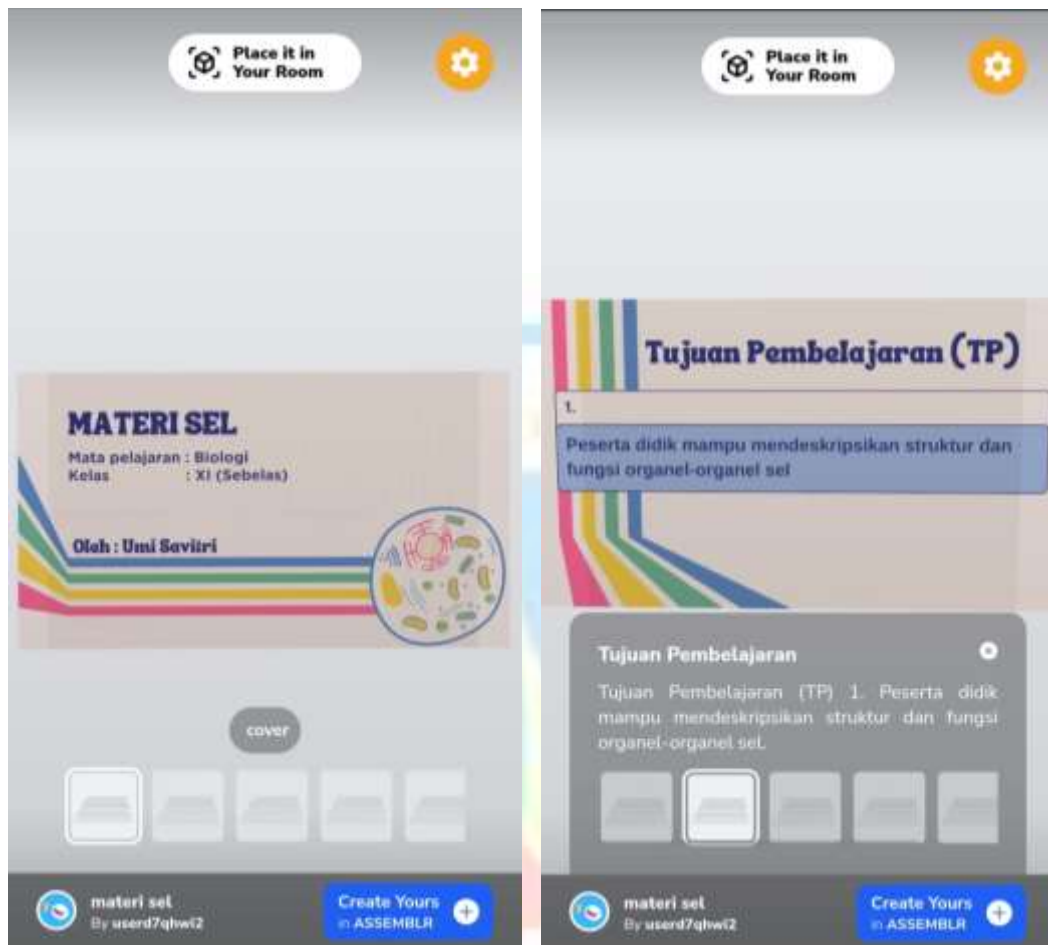 Place it in
Your Room
MATERI SEL
Mata pelajaran : Biologi
Kelas : XI (Sebelas)
Oleh : Umi Savitri
cover
materi sel
By userd7qhwi2
Create Yours
in ASSEMBLR
Place it in
Your Room
Tujuan Pembelajaran (TP)
1.
Peserta didik mampu mendeskripsikan struktur dan
fungsi organel-organel sel
Tujuan Pembelajaran
Tujuan Pembelajaran (TP) 1. Peserta didik
mampu mendeskripsikan struktur dan fungsi
organel-organel sel.
materi sel
By userd7qhwi2
Create Yours
in ASSEMBLR